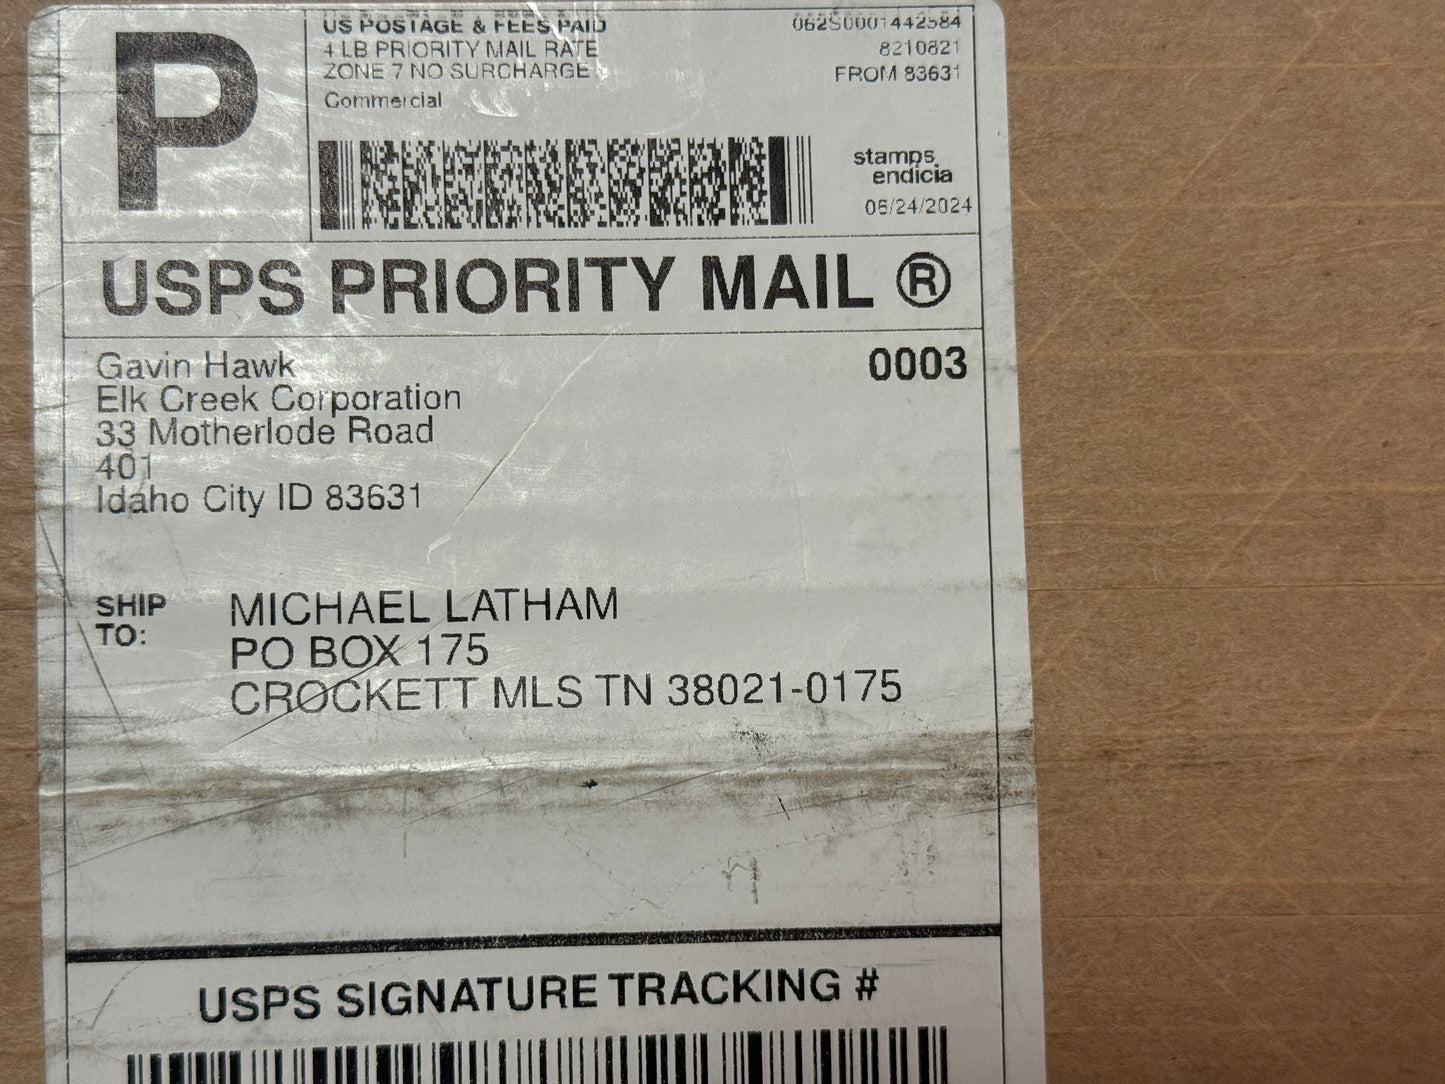 P
US POSTAGE & FEES PAID
4 LB PRIORITY MAIL RATE
ZONE 7 NO SURCHARGE
Commercial
062S0001442584
8210821
FROM 83631
stamps
endicia
06/24/2024
USPS PRIORITY MAIL ®
Gavin Hawk
Elk Creek Corporation
33 Motherlode Road
401
Idaho City ID 83631
0003
SHIP
TO:
MICHAEL LATHAM
PO BOX 175
CROCKETT MLS TN 38021-0175
USPS SIGNATURE TRACKING #